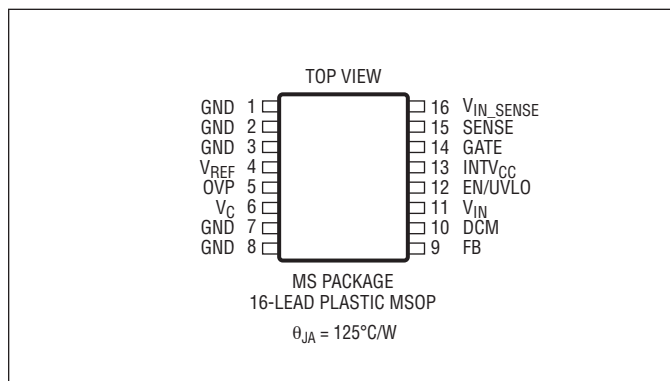 TOP VIEW
GND 1
GND 2
GND 3
VREF 4
OVP 5
VC 6
GND 7
GND 8
16 VIN_SENSE
15 SENSE
14 GATE
13 INTVCC
12 EN/UVLO
11 VIN
10 DCM
9 FB
MS PACKAGE
16-LEAD PLASTIC MSOP
θJA = 125°C/W